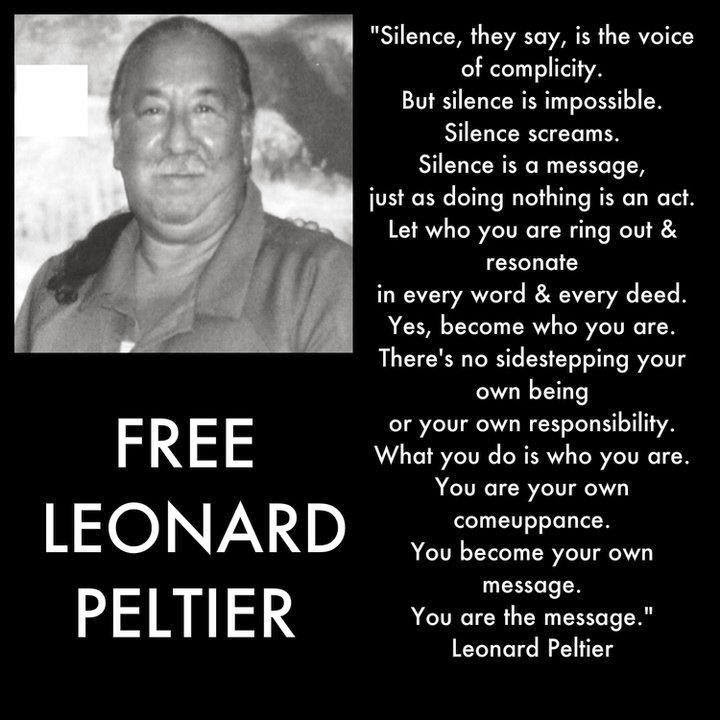 FREE
LEONARD
PELTIER
"Silence, they say, is the voice
of complicity.
But silence is impossible.
Silence screams.
Silence is a message,
just as doing nothing is an act.
Let who you are ring out &
resonate
in every word & every deed.
Yes, become who you are.
There's no sidestepping your
own being
or your own responsibility.
What you do is who you are.
You are your own
comeuppance.
You become your own
message.
You are the message."
Leonard Peltier